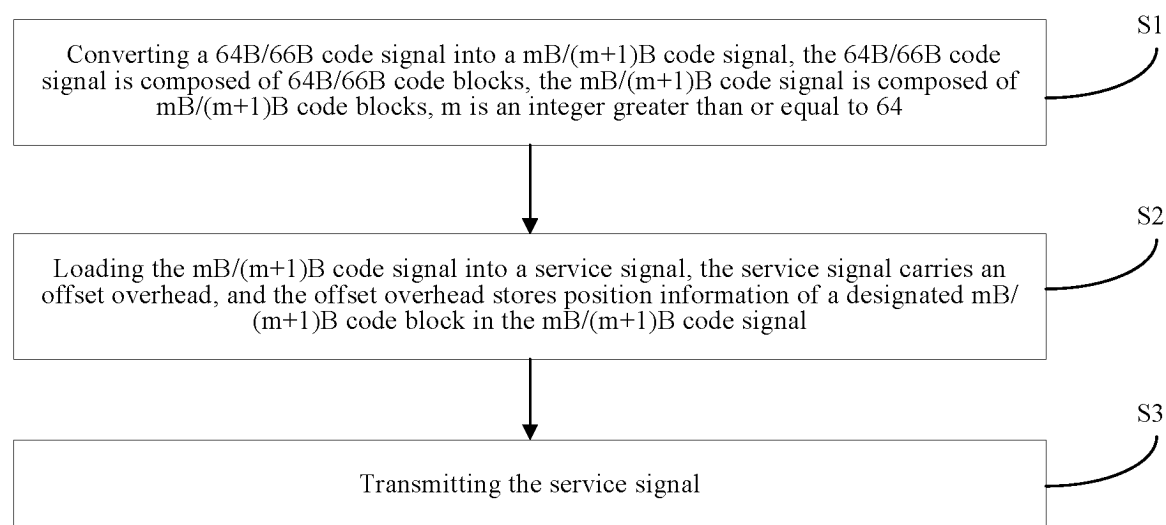 S1
Converting a 64B/66B code signal into a mB/(m+1)B code signal, the 64B/66B code
signal is composed of 64B/66B code blocks, the mB/(m+1)B code signal is composed of
mB/(m+1)B code blocks, m is an integer greater than or equal to 64
S2
Loading the mB/(m+1)B code signal into a service signal, the service signal carries an
offset overhead, and the offset overhead stores position information of a designated mB/
(m+1)B code block in the mB/(m+1)B code signal
S3
Transmitting the service signal